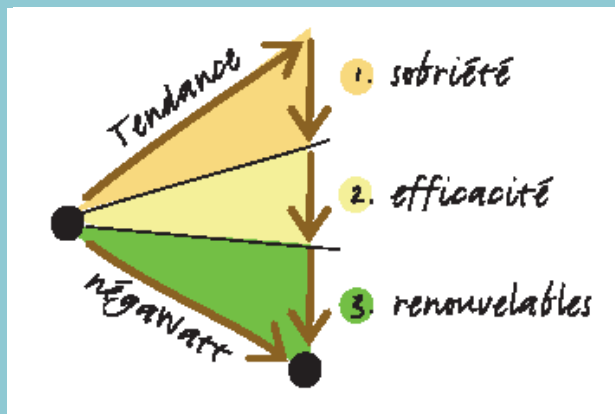 Tendance
1. sobriété
2. efficacité
3. renouvelables
négaWatt